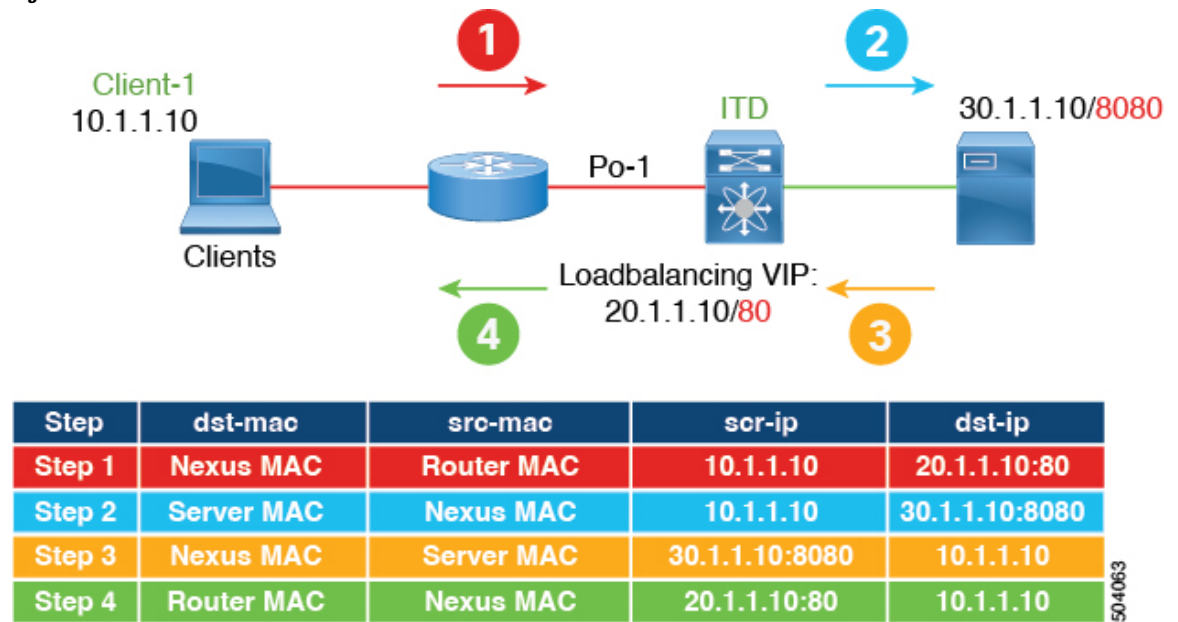 1
2
Client-1
10.1.1.10
ITD
30.1.1.10/8080
Po-1
Clients
Loadbalancing VIP:
20.1.1.10/80
4
3
Step dst-mac src-mac scr-ip dst-ip
Step 1 Nexus MAC Router MAC 10.1.1.10 20.1.1.10:80
Step 2 Server MAC Nexus MAC 10.1.1.10 30.1.1.10:8080
Step 3 Nexus MAC Server MAC 30.1.1.10:8080 10.1.1.10
Step 4 Router MAC Nexus MAC 20.1.1.10:80 10.1.1.10
504063